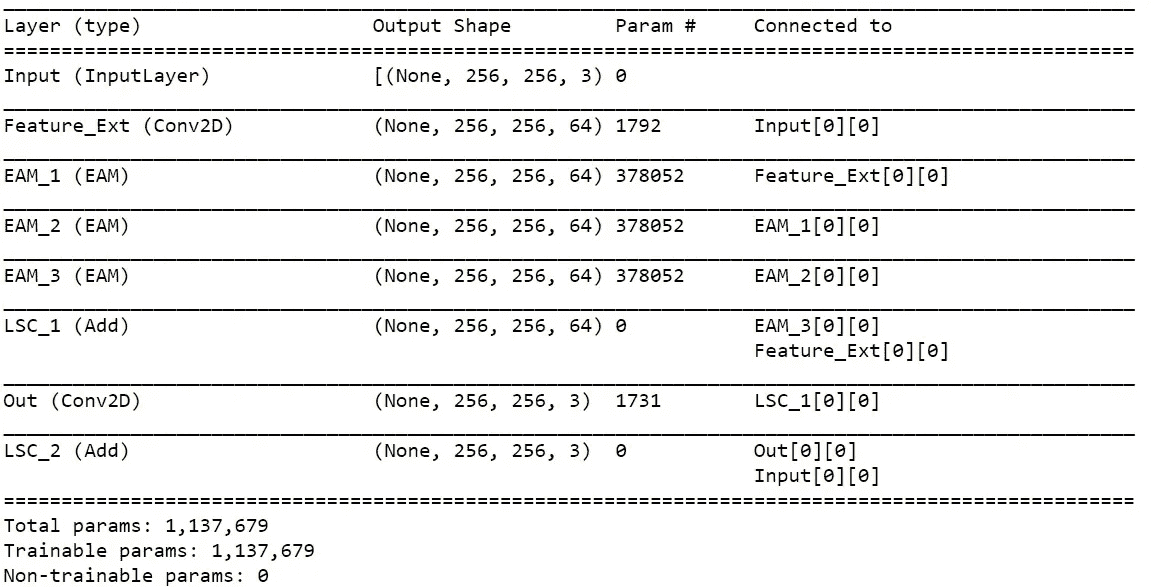 Layer (type) Output Shape Param # Connected to
Input (InputLayer) [(None, 256, 256, 3) 0
Feature_Ext (Conv2D) (None, 256, 256, 64) 1792 Input[0][0]
EAM_1 (EAM) (None, 256, 256, 64) 378052 Feature_Ext[0][0]
EAM_2 (EAM) (None, 256, 256, 64) 378052 EAM_1[0][0]
EAM_3 (EAM) (None, 256, 256, 64) 378052 EAM_2[0][0]
LSC_1 (Add) (None, 256, 256, 64) 0 EAM_3[0][0]
Feature_Ext[0][0]
Out (Conv2D) (None, 256, 256, 3) 1731 LSC_1[0][0]
LSC_2 (Add) (None, 256, 256, 3) 0 Out[0][0]
Input[0][0]
Total params: 1,137,679
Trainable params: 1,137,679
Non-trainable params: 0